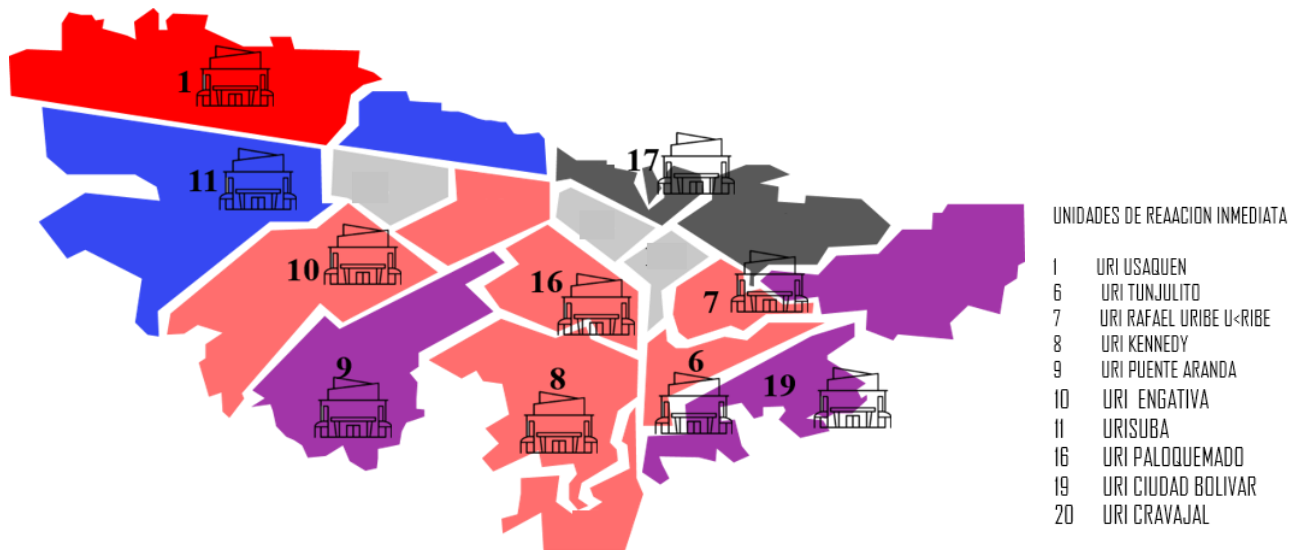 1
17
11
10
16
7
9
8
6
19
UNIDADES DE REAACION INMEDIATA
1 URI USAQUEN
6 URI TUNJULITO
7 URI RAFAEL URIBE U<RIBE
8 URI KENNEDY
9 URI PUENTE ARANDA
10 URI ENGATIVA
11 URISUBA
16 URI PALOQUEMADO
19 URI CIUDAD BOLIVAR
20 URI CRAVAJAL